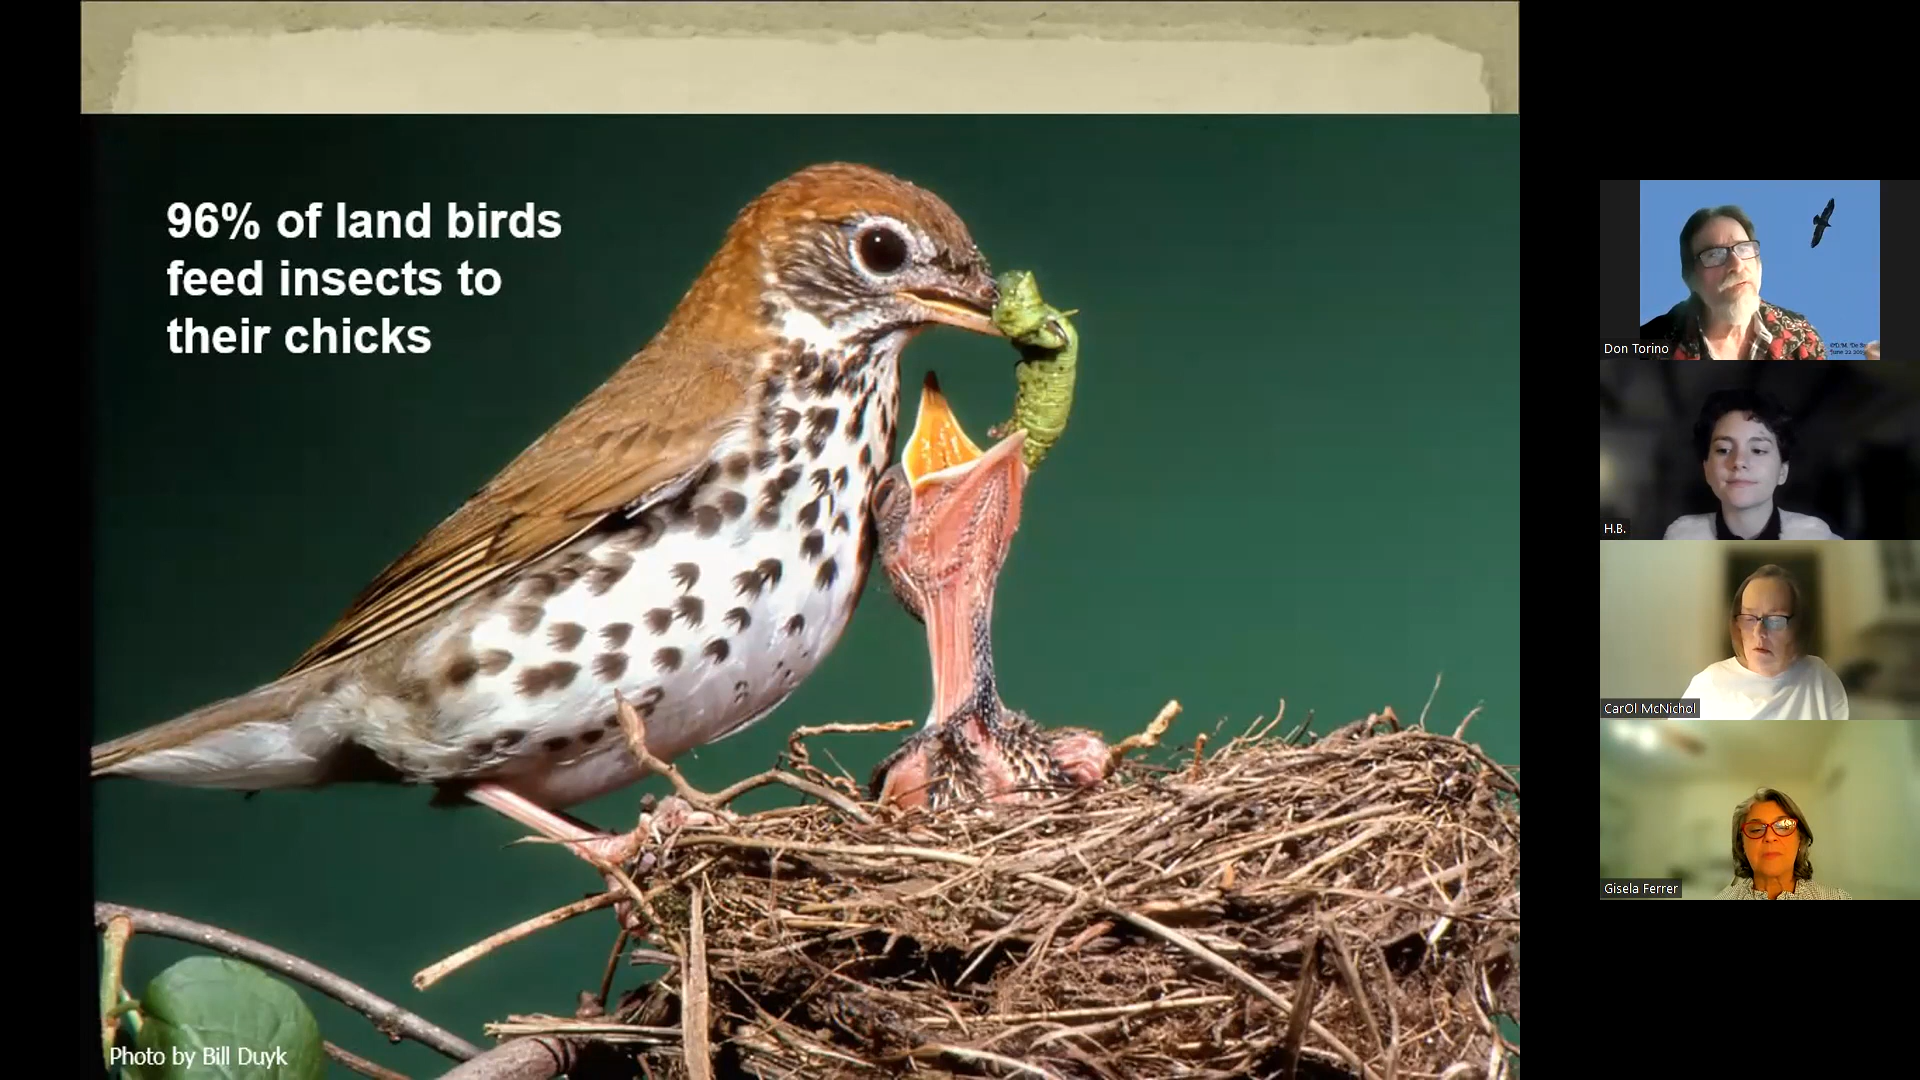 96% of land birds
feed insects to
their chicks
Photo by Bill Duyk
Don Torino
H.B.
CarOl McNichol
Gisela Ferrer